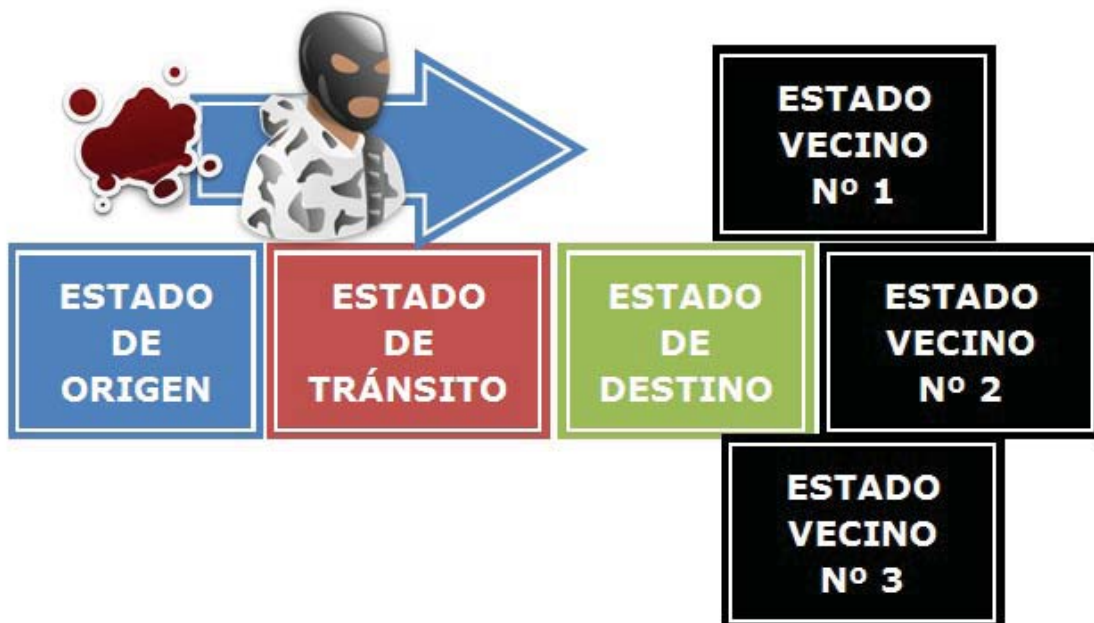 ESTADO
VECINO
Nº 1
ESTADO
DE
ORIGEN
ESTADO
DE
TRÁNSITO
ESTADO
DE
DESTINO
ESTADO
VECINO
Nº 2
ESTADO
VECINO
Nº 3